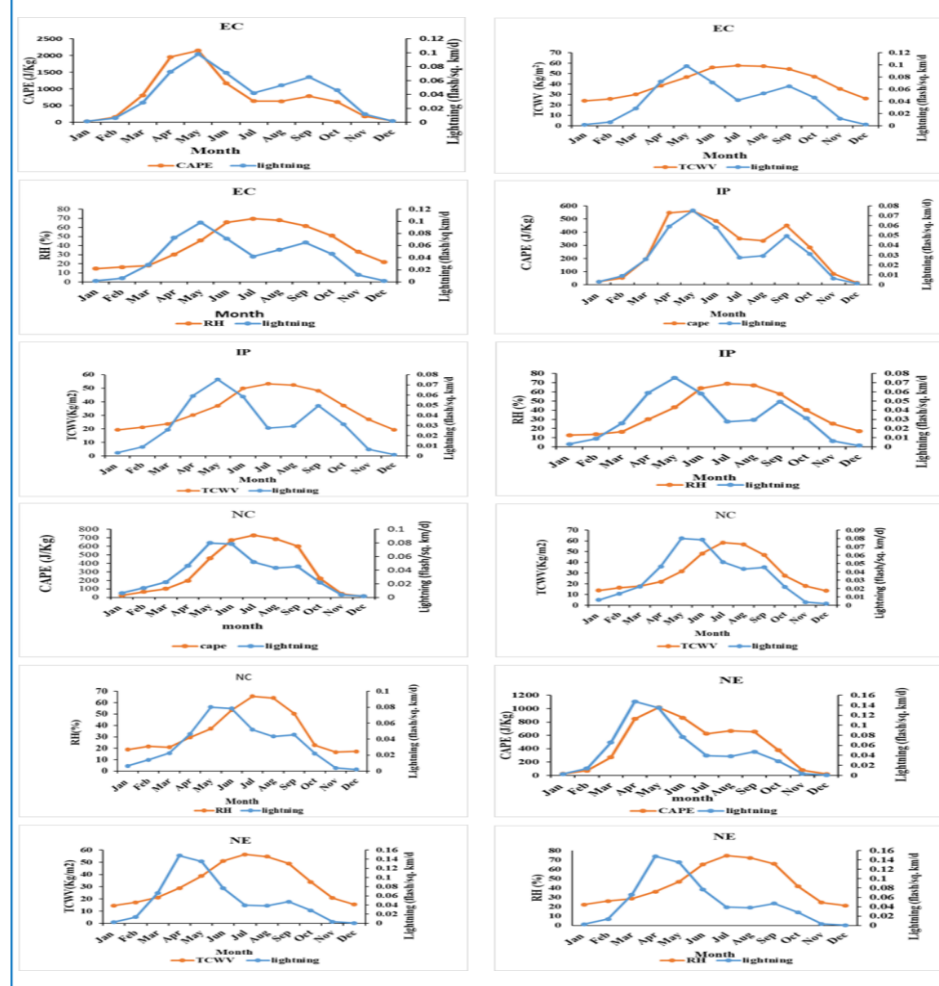 EC
CAPE (J/Kg)
2500
2000
1500
1000
500
0
0.12
0.1
0.08
0.06
0.04
0.02
0
Lightning (flash/sq. km/d)
Jan Feb Mar Apr May Jun Jul Aug Sep Oct Nov Dec
Month
CAPE lightning
EC
TCWV (Kg/m²)
70
60
50
40
30
20
10
0
0.12
0.1
0.08
0.06
0.04
0.02
0
Lightning (flash/sq. km/d)
Jan Feb Mar Apr May Jun Jul Aug Sep Oct Nov Dec
Month
TCWV lightning
EC
RH (%)
80
70
60
50
40
30
20
10
0
0.12
0.1
0.08
0.06
0.04
0.02
0
Lightning (flash/sq.km/d
Jan Feb Mar Apr May Jun Jul Aug Sep Oct Nov Dec
Month
RH lightning
IP
CAPE (J/Kg)
600
500
400
300
200
100
0
0.08
0.07
0.06
0.05
0.04
0.03
0.02
0.01
0
Lightning (flash/sq.km/d
Jan Feb Mar Apr May Jun Jul Aug Sep Oct Nov Dec
Month
cape lightning
IP
TCWV(Kg/m2)
60
50
40
30
20
10
0
0.08
0.07
0.06
0.05
0.04
0.03
0.02
0.01
0
Lightning (flash/sq. km/d
Jan Feb Mar Apr May Jun Jul Aug Sep Oct Nov Dec
Month
TCWV lightning
IP
RH (%)
80
70
60
50
40
30
20
10
0
0.08
0.07
0.06
0.05
0.04
0.03
0.02
0.01
0
Lightning (flash/sq. km/d
Jan Feb Mar Apr May Jun Jul Aug Sep Oct Nov Dec
Month
RH lightning
NC
CAPE (J/Kg)
800
700
600
500
400
300
200
100
0
0.1
0.08
0.06
0.04
0.02
0
Lightning (flash/sq. km/d)
Jan Feb Mar Apr May Jun Jul Aug Sep Oct Nov Dec
month
cape lightning
NC
TCWV(Kg/m2)
70
60
50
40
30
20
10
0
0.09
0.08
0.07
0.06
0.05
0.04
0.03
0.02
0.01
0
Lightning (flash/sq. km/d)
Jan Feb Mar Apr May Jun Jul Aug Sep Oct Nov Dec
Month
TCWV lightning
NC
RH(%)
70
60
50
40
30
20
10
0
0.1
0.08
0.06
0.04
0.02
0
Lightning (flash/sq. km/d)
Jan Feb Mar Apr May Jun Jul Aug Sep Oct Nov Dec
Month
RH lightning
NE
CAPE (J/Kg)
1200
1000
800
600
400
200
0
0.16
0.14
0.12
0.1
0.08
0.06
0.04
0.02
0
Lightning (flash/sq. km/d)
Jan Feb Mar Apr May Jun Jul Aug Sep Oct Nov Dec
month
CAPE lightning
NE
TCWV(Kg/m2)
60
50
40
30
20
10
0
0.16
0.14
0.12
0.1
0.08
0.06
0.04
0.02
0
Lightning (flash/sq. km/d
Jan Feb Mar Apr May Jun Jul Aug Sep Oct Nov Dec
TCWV lightning
NE
RH (%)
80
70
60
50
40
30
20
10
0
0.16
0.14
0.12
0.1
0.08
0.06
0.04
0.02
0
Lightning (flash/sq. km/d
Jan Feb Mar Apr May Jun Jul Aug Sep Oct Nov Dec
RH lightning